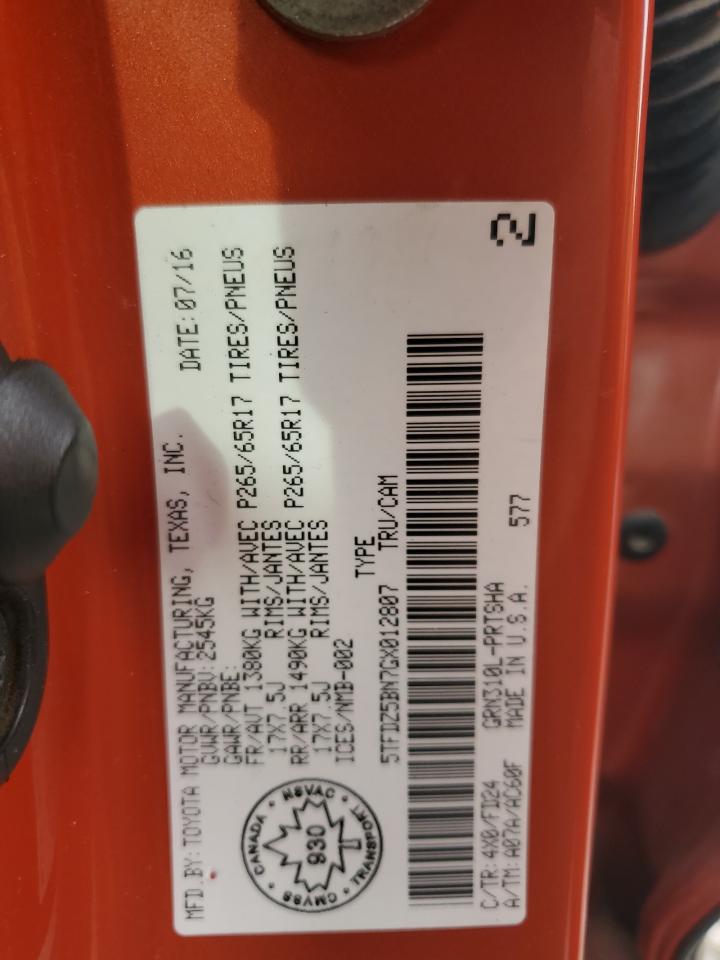 MFD.BY:TOYOTA MOTOR MANUFACTURING, TEXAS, INC. DATE:07/16
GVWR/PNBV:2545KG
GAWR/PNBE:
FR/AVT 1380KG WITH/AVEC P265/65R17 TIRES/PNEUS
17X7.5J RIMS/JANTES
RR/ARR 1490KG WITH/AVEC P265/65R17 TIRES/PNEUS
17X7.5J RIMS/JANTES
ICES/NMB-002
TYPE
5TFDZ5BN7GX012807 TRU/CAM
CANADA · NSVAC · TRANSPORT · CMVSS
930
C/TR:4X0/FD24 GRN310L-PRTSHA 577
A/TM:A07A/AC60F MADE IN U.S.A.
2